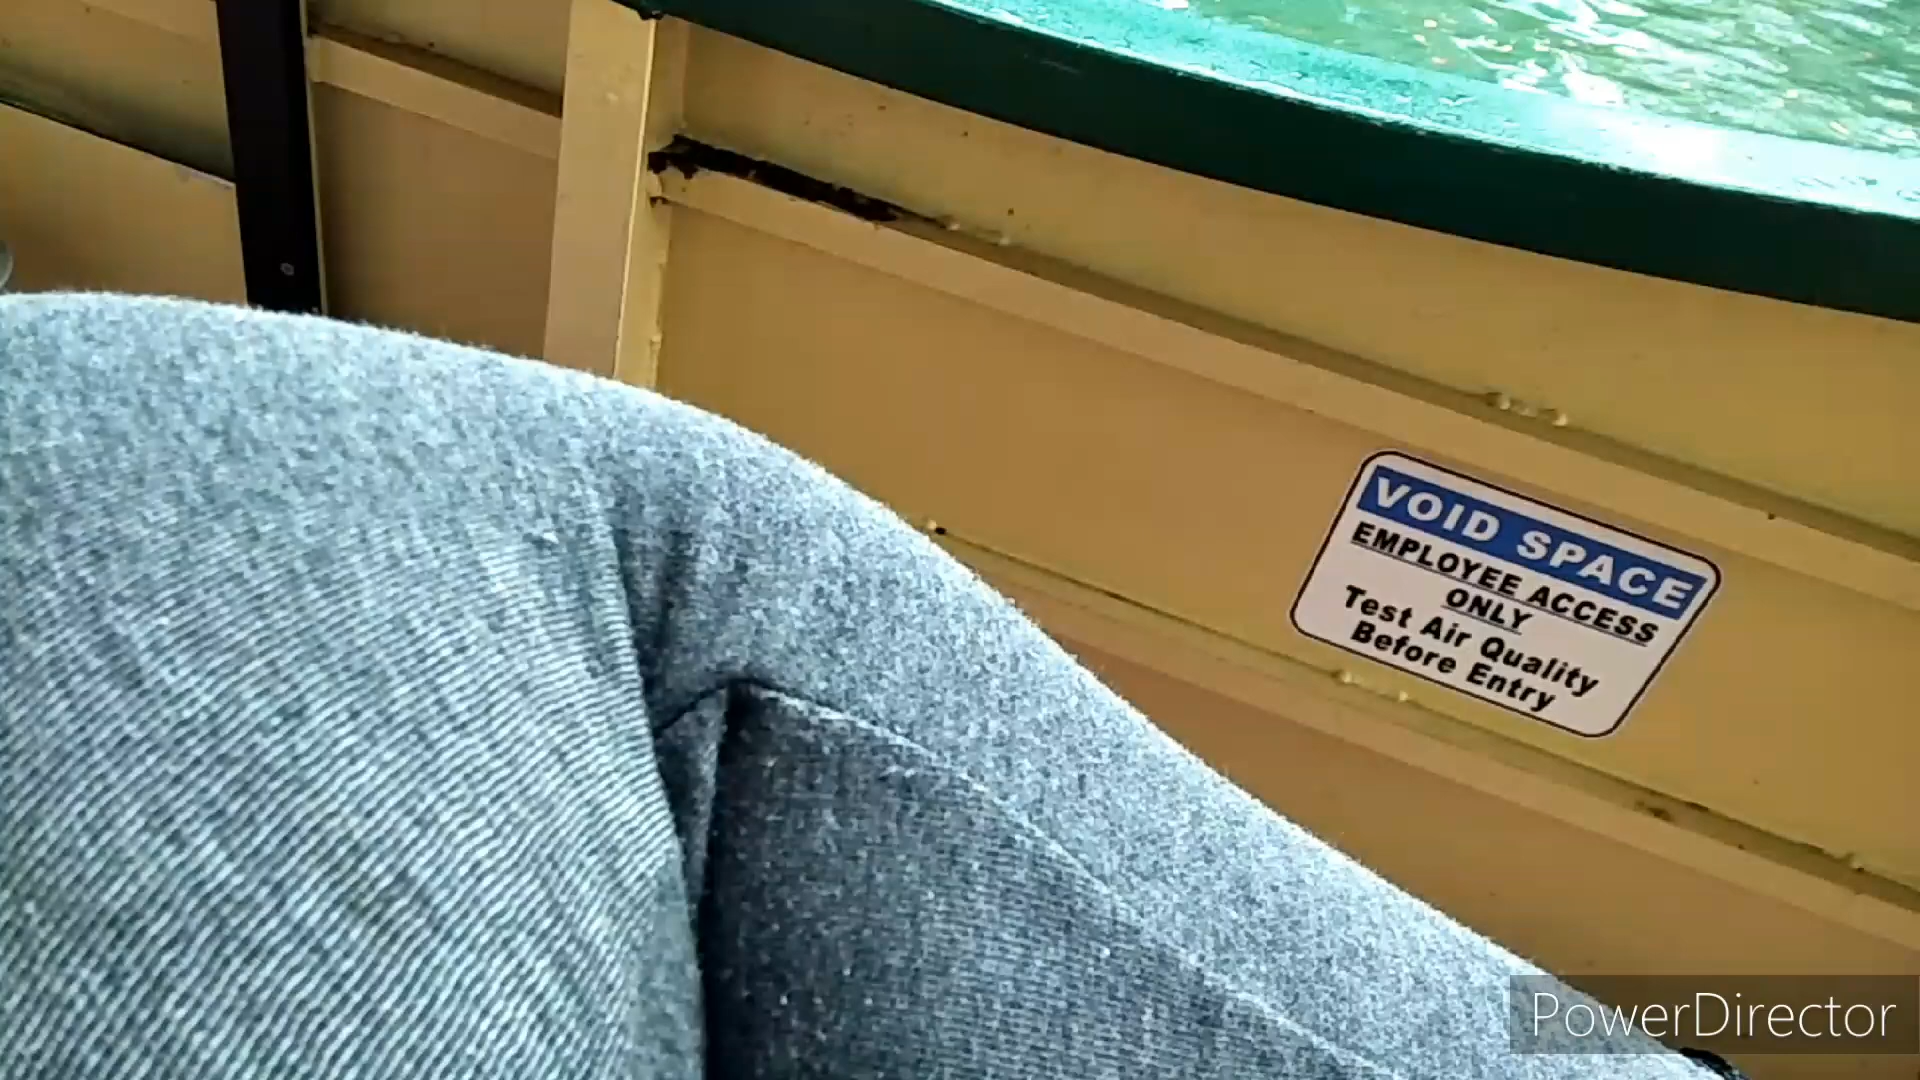 VOID SPACE
EMPLOYEE ACCESS
ONLY
Test Air Quality
Before Entry
PowerDirector